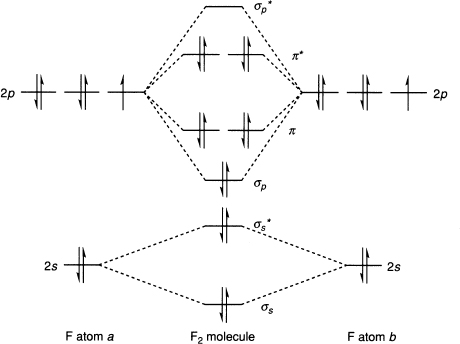 σp*
π*
2p 2p
π
σp
σs*
2s 2s
σs
F atom a F2 molecule F atom b